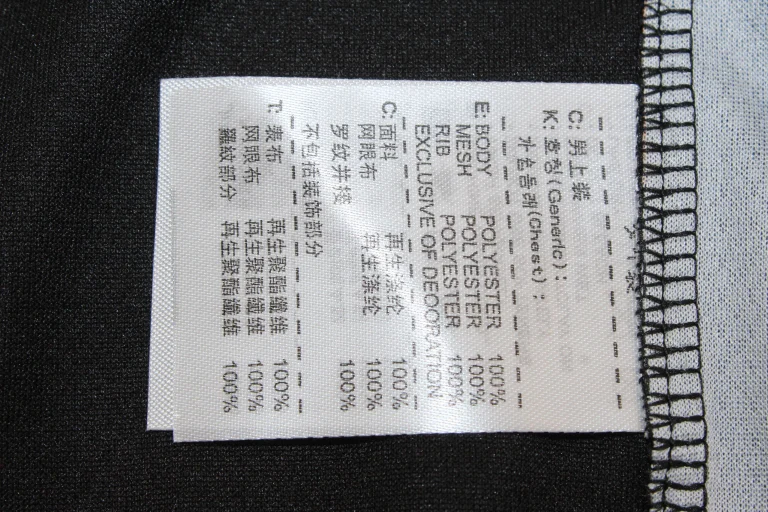 C: 男上装
K: 호칭(Generic):
가슴둘레(Chest):
E: BODY POLYESTER 100%
MESH POLYESTER 100%
RIB POLYESTER 100%
EXCLUSIVE OF DECORATION
C: 面料 再生涤纶 100%
网眼布 再生涤纶 100%
罗纹并接 100%
不包括装饰部分
T: 表布 再生聚酯纖維 100%
网眼布 再生聚酯纖維 100%
羅紋部分 再生聚酯纖維 100%